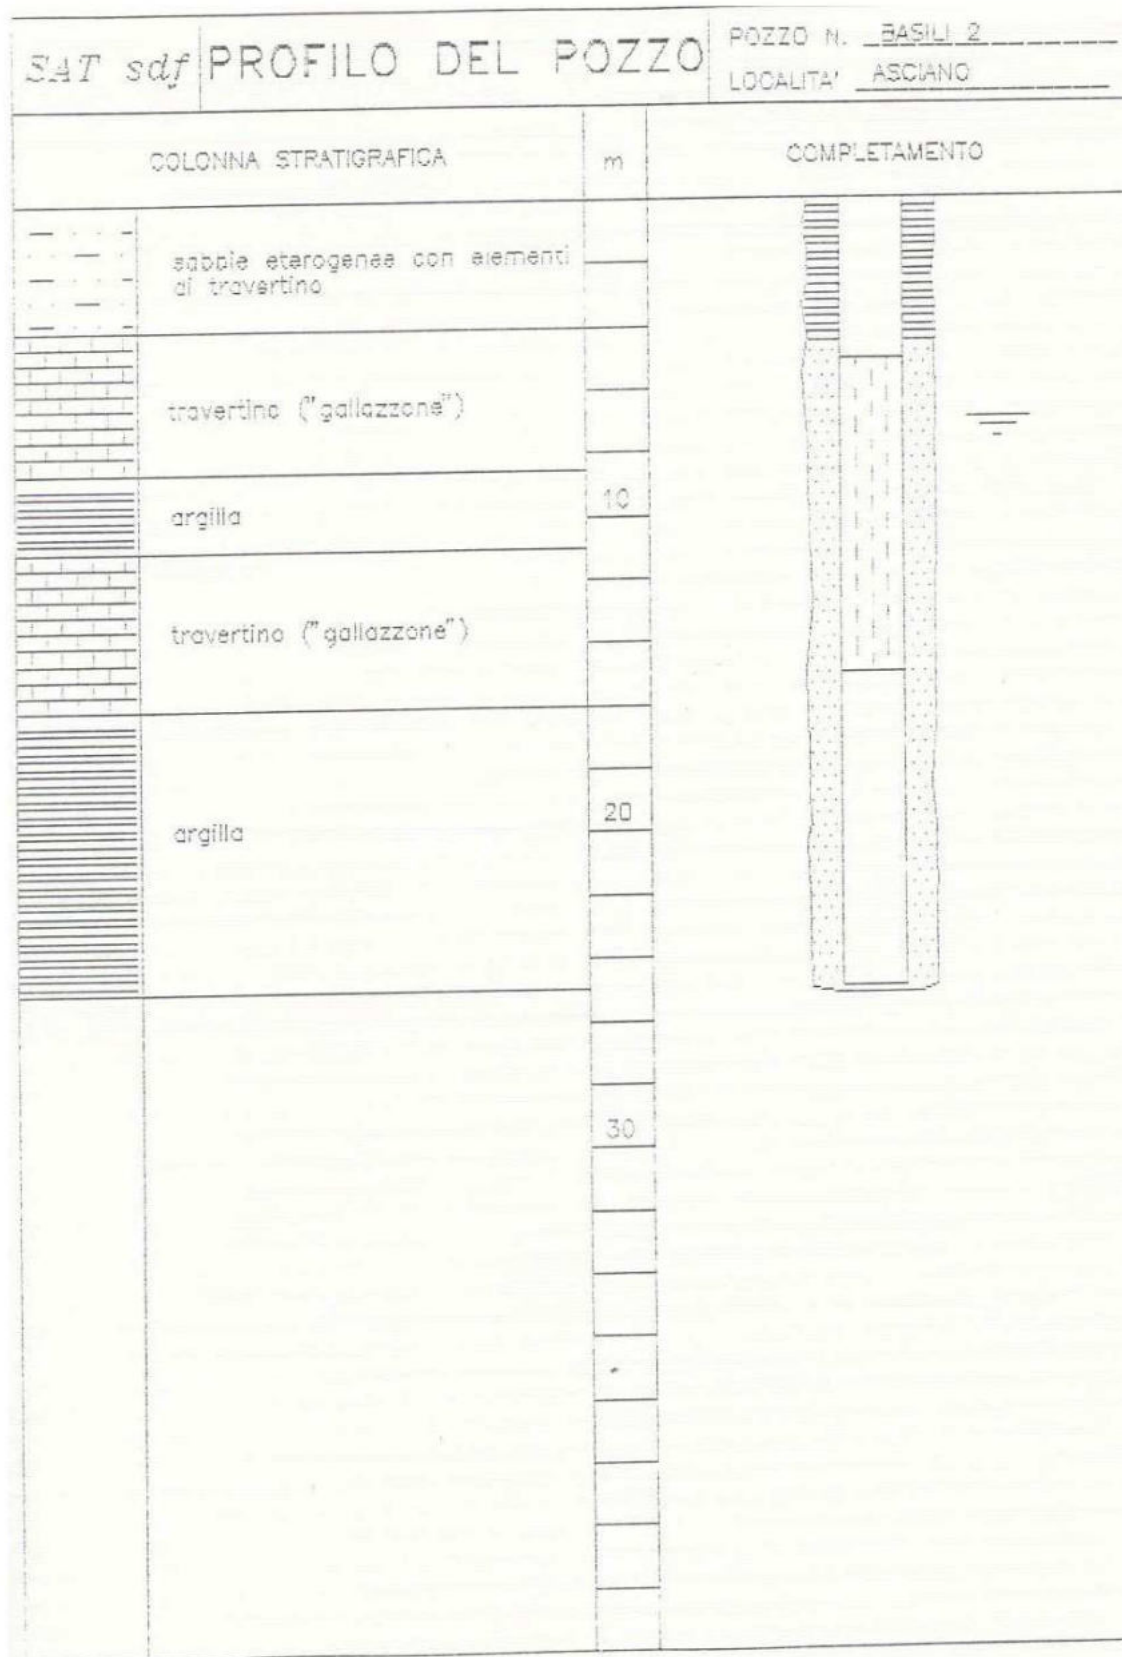 SAT sdf
PROFILO DEL POZZO
POZZO N. BASILI 2
LOCALITA' ASCIANO
COLONNA STRATIGRAFICA
m
COMPLETAMENTO
sabbie eterogenee con elementi
di travertino
travertino ("gallazzone")
10
argilla
travertino ("gallazzone")
20
argilla
30